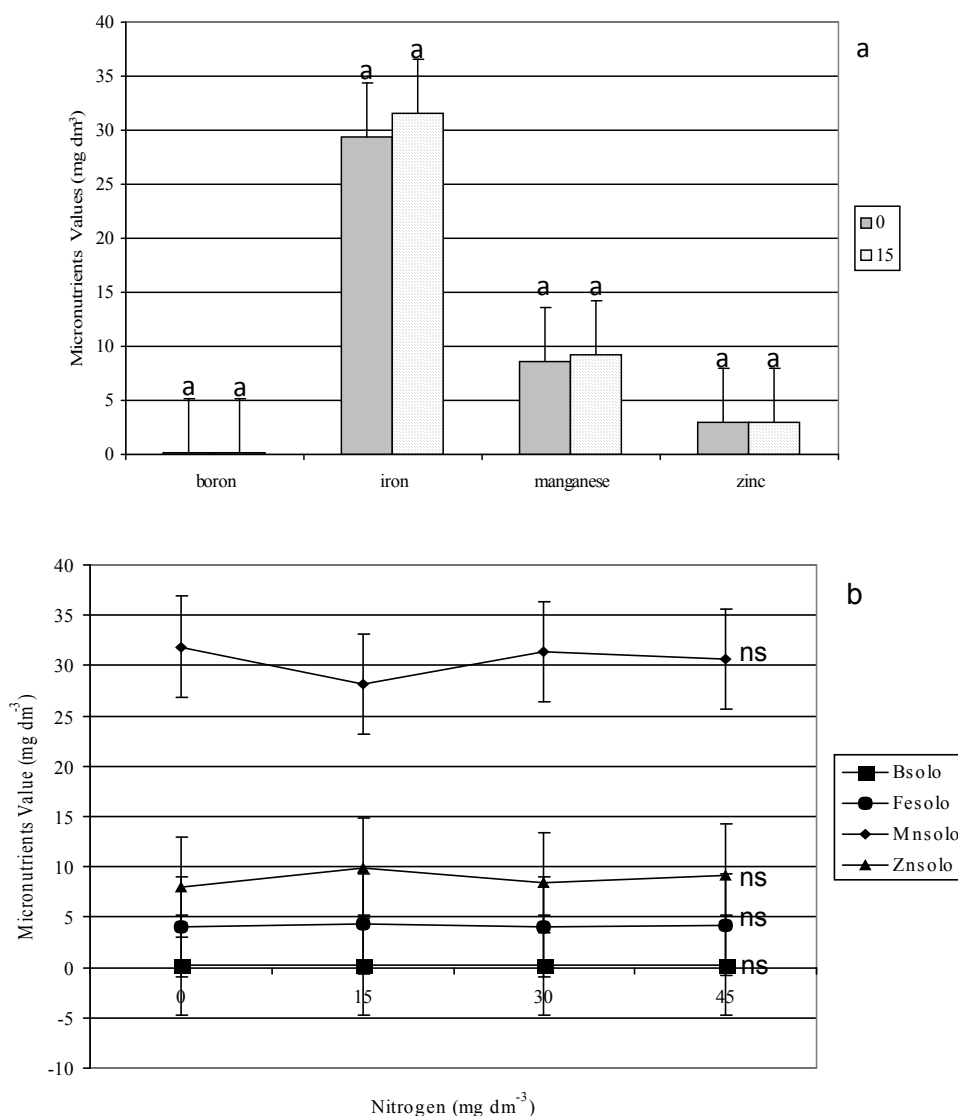 a
40
35
30
25
20
15
10
5
0
Micronutrients Values (mg dm³)
a a
a a
a a
a a
boron iron manganese zinc
0
15
b
40
35
30
25
20
15
10
5
0
-5
-10
Micronutrients Value (mg dm⁻³)
ns
ns
ns
ns
0 15 30 45
Nitrogen (mg dm⁻³)
Bsolo
Fesolo
Mnsolo
Znsolo